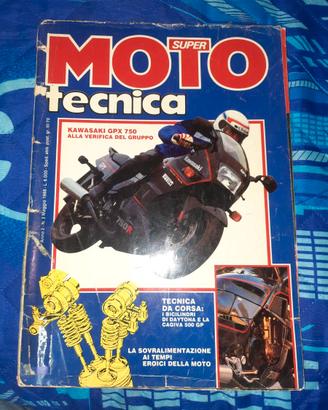 SUPER
MOTO
tecnica
KAWASAKI GPX 750
ALLA VERIFICA DEL GRUPPO
Kawasaki
TECNICA
DA CORSA:
I BICILINDRI
DI DAYTONA E LA
CAGIVA 500 GP
LA SOVRALIMENTAZIONE
AI TEMPI
EROICI DELLA MOTO